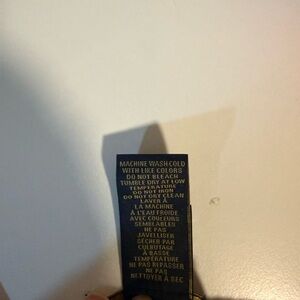 MACHINE WASH COLD
WITH LIKE COLORS
DO NOT BLEACH
TUMBLE DRY AT LOW
TEMPERATURE
DO NOT IRON
DO NOT DRY CLEAN
LAVER À
LA MACHINE
À L'EAU FROIDE
AVEC COULEURS
SEMBLABLES
NE PAS
JAVELLISER
SÉCHER PAR
CULBUTAGE
À BASSE
TEMPÉRATURE
NE PAS REPASSER
NE PAS
NETTOYER À SEC